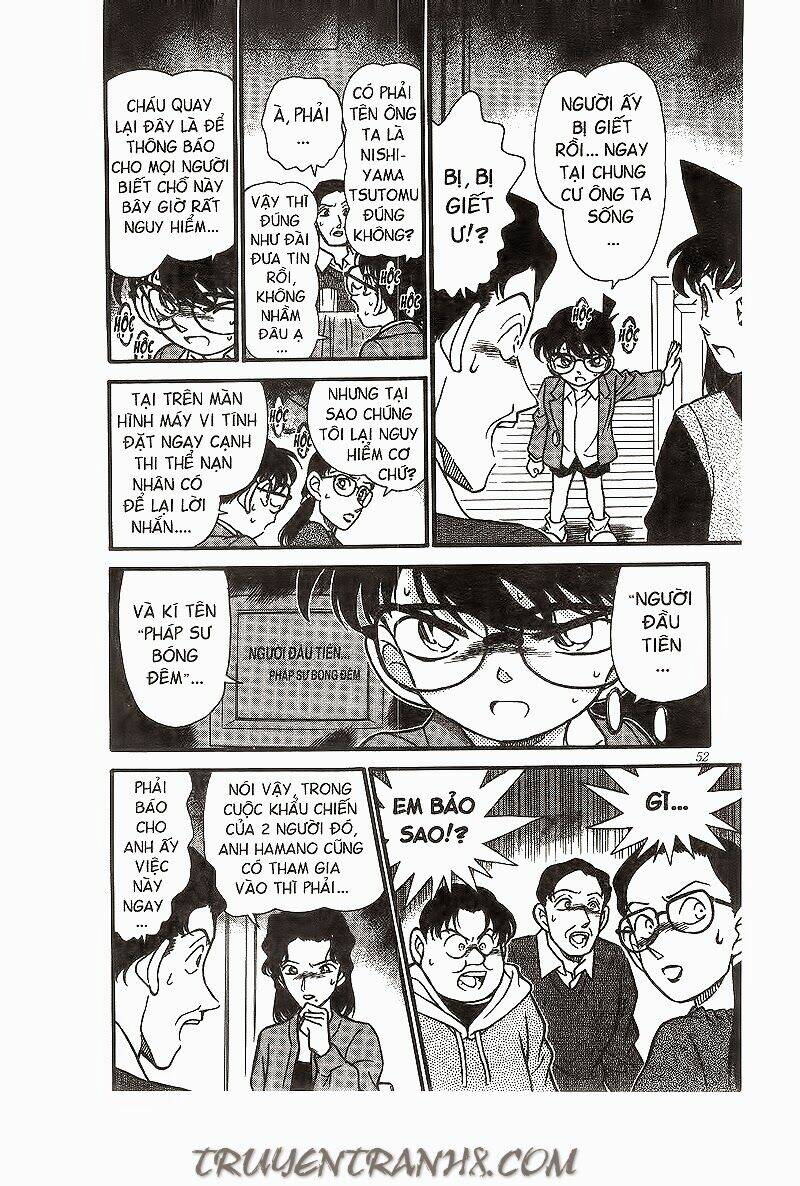 NGƯỜI ẤY
BỊ GIẾT
RỒI... NGAY
TẠI CHUNG
CƯ ÔNG TA
SỐNG
...
BỊ, BỊ
GIẾT
Ư!?
HỘC
HỘC
CÓ PHẢI
TÊN ÔNG
TA LÀ
NISHI-
YAMA
TSUTOMU
ĐÚNG
KHÔNG?
À, PHẢI
...
VẬY THÌ
ĐÚNG
NHƯ ĐÀI
ĐƯA TIN
RỒI,
KHÔNG
NHẦM
ĐÂU Ạ
...
HỘC
HỘC
CHÁU QUAY
LẠI ĐÂY LÀ ĐỂ
THÔNG BÁO
CHO MỌI NGƯỜI
BIẾT CHỖ NÀY
BÂY GIỜ RẤT
NGUY HIỂM...
HỘC
HỘC
NHƯNG TẠI
SAO CHÚNG
TÔI LẠI NGUY
HIỂM CƠ
CHỨ?
HỘC
HỘC
TẠI TRÊN MÀN
HÌNH MÁY VI TÍNH
ĐẶT NGAY CẠNH
THI THỂ NẠN
NHÂN CÓ
ĐỂ LẠI LỜI
NHẮN....
"NGƯỜI
ĐẦU
TIÊN
...
NGƯỜI ĐẦU TIÊN...
PHÁP SƯ BÓNG ĐÊM
VÀ KÍ TÊN
"PHÁP SƯ
BÓNG
ĐÊM"...
52
GÌ...
EM BẢO
SAO!?
NÓI VẬY, TRONG
CUỘC KHẨU CHIẾN
CỦA 2 NGƯỜI ĐÓ,
ANH HAMANO CŨNG
CÓ THAM GIA
VÀO THÌ PHẢI...
PHẢI
BÁO
CHO
ANH ẤY
VIỆC
NÀY
NGAY
...
TRUYENTRANH8.COM